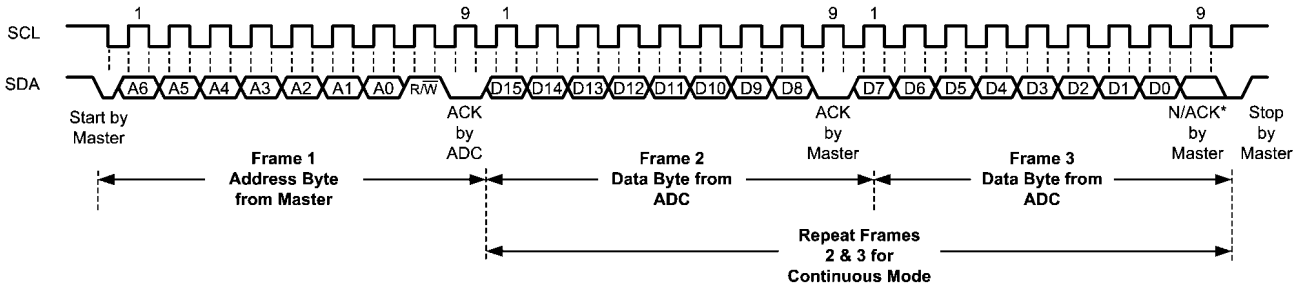 1 9 1 9 1 9
SCL
SDA
A6 A5 A4 A3 A2 A1 A0 R/W D15 D14 D13 D12 D11 D10 D9 D8 D7 D6 D5 D4 D3 D2 D1 D0
Start by
Master
ACK
by
ADC
ACK
by
Master
N/ACK*
by
Master
Stop
by
Master
Frame 1
Address Byte
from Master
Frame 2
Data Byte from
ADC
Frame 3
Data Byte from
ADC
Repeat Frames
2 & 3 for
Continuous Mode